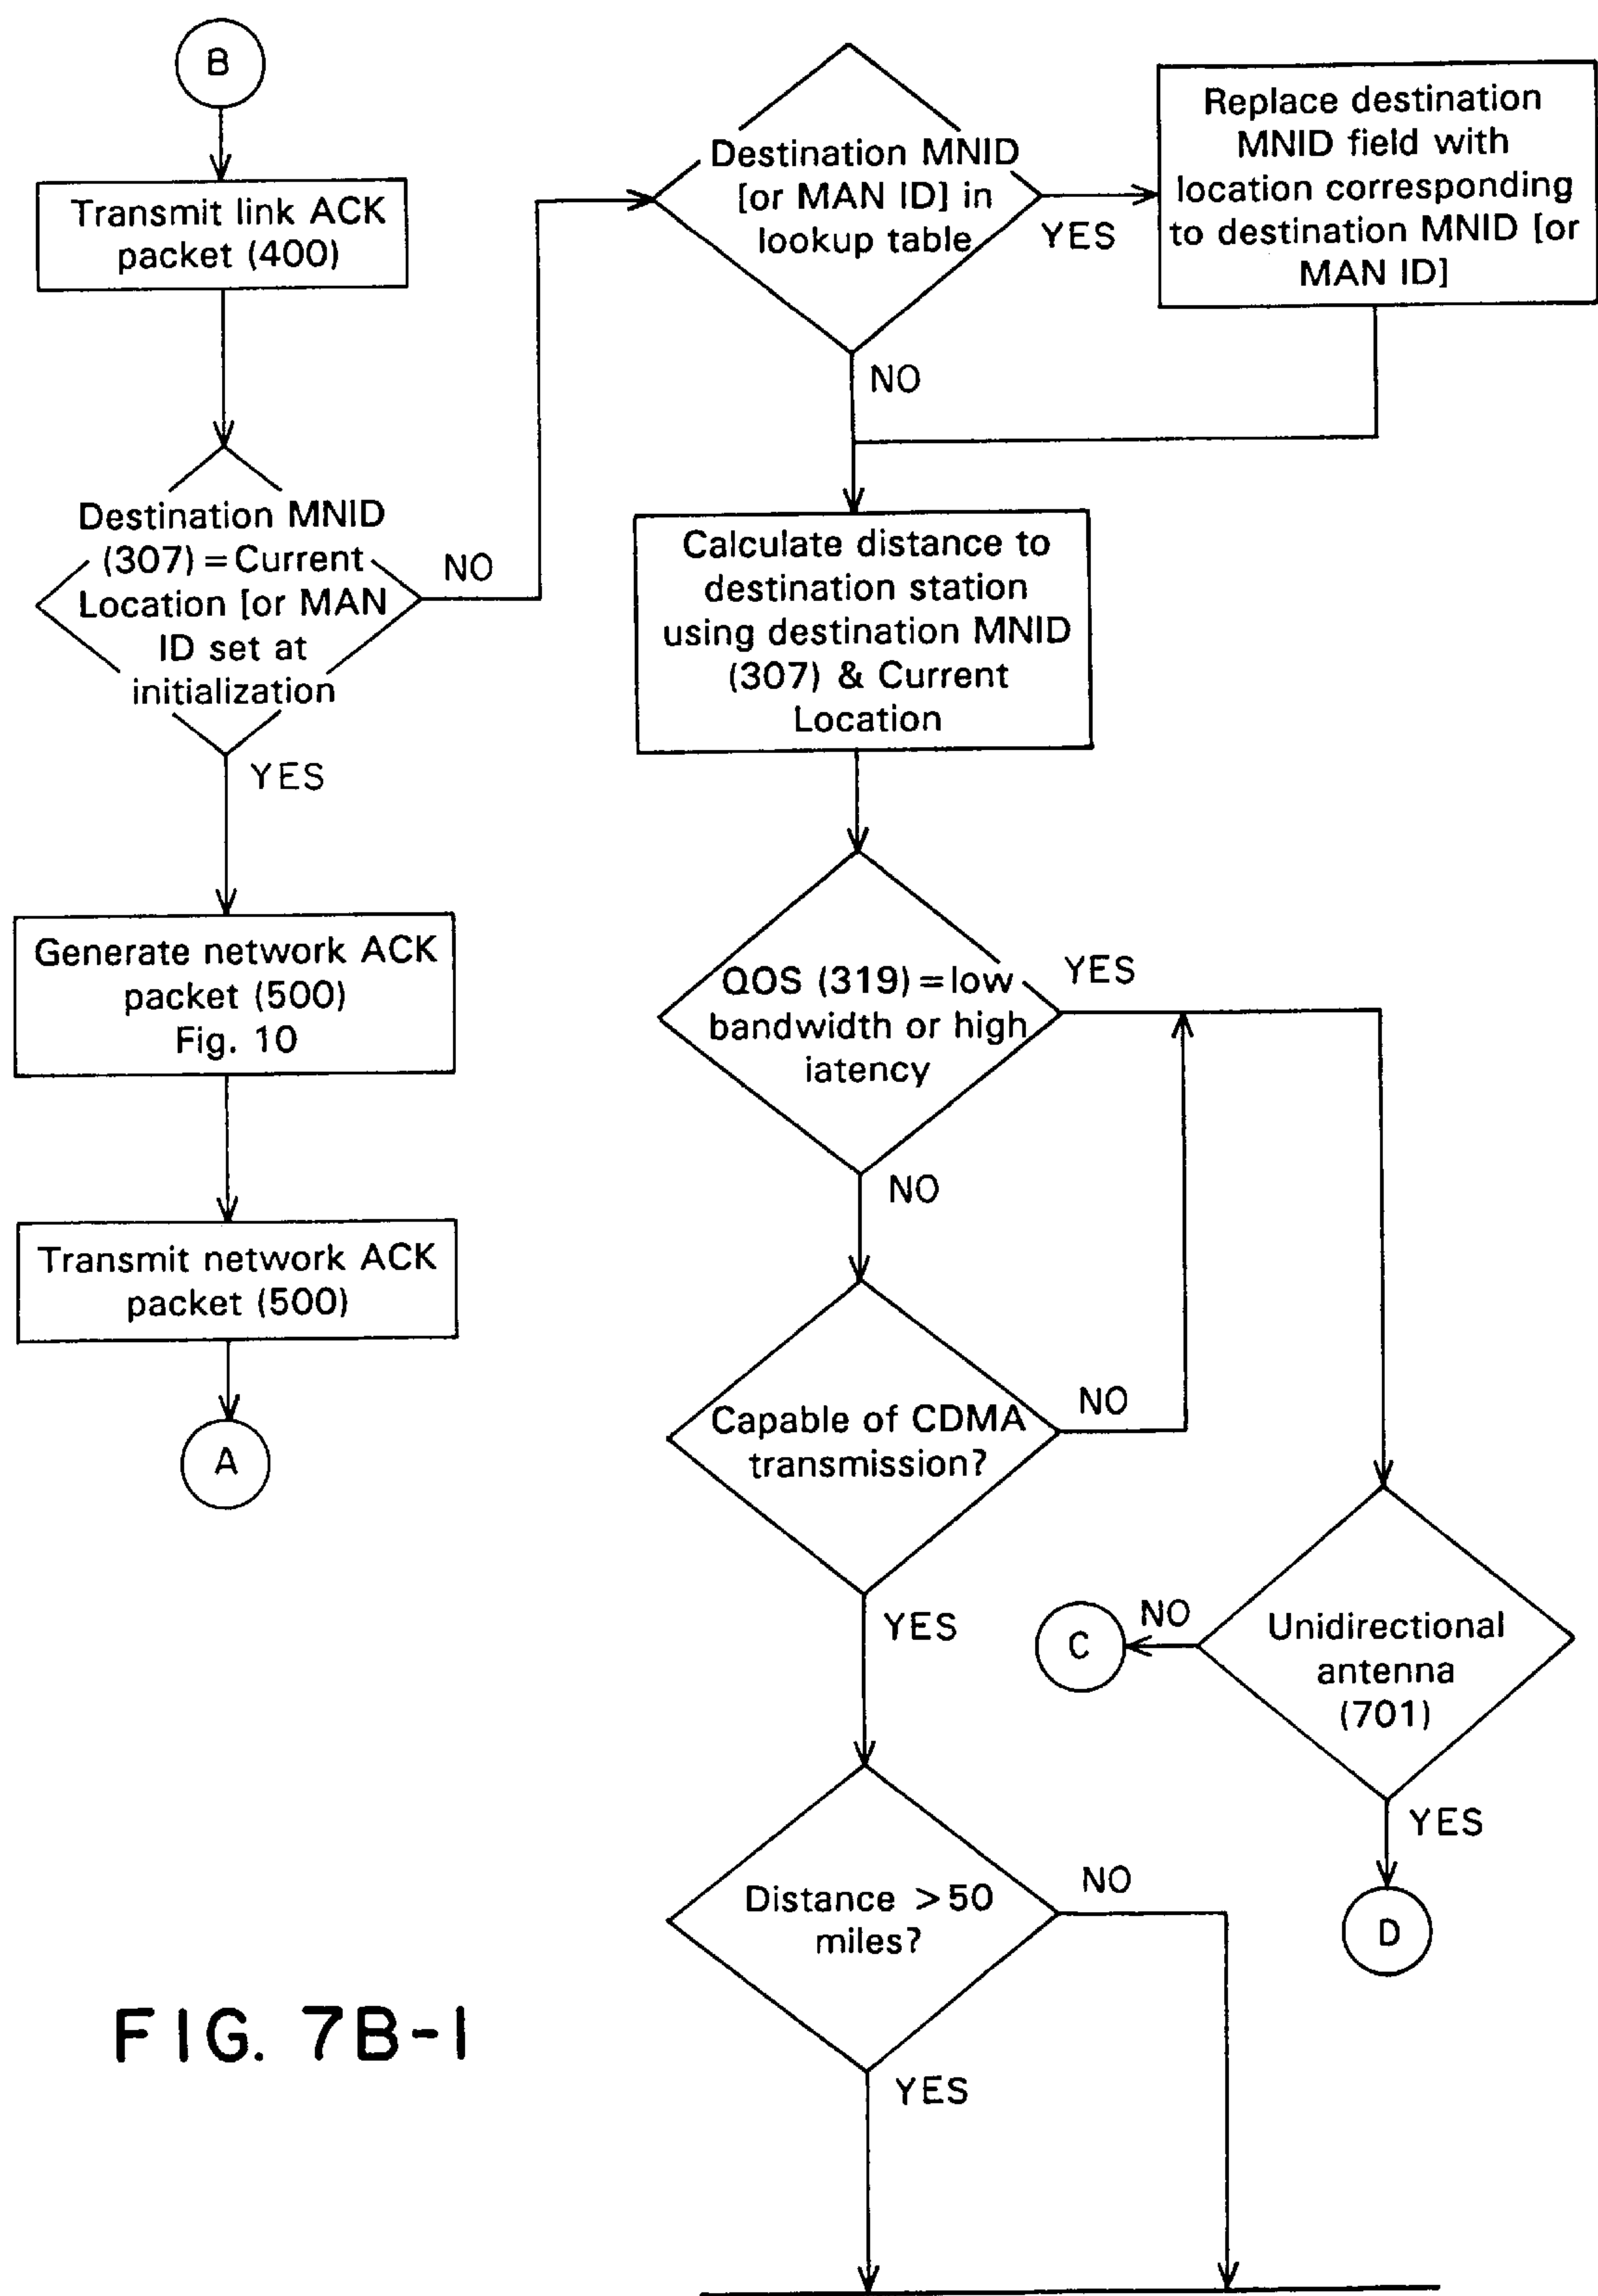 B
Transmit link ACK
packet (400)
Destination MNID
(307) = Current
Location [or MAN
ID set at
initialization
NO
YES
Generate network ACK
packet (500)
Fig. 10
Transmit network ACK
packet (500)
A
Destination MNID
[or MAN ID] in
lookup table
YES
NO
Replace destination
MNID field with
location corresponding
to destination MNID [or
MAN ID]
Calculate distance to
destination station
using destination MNID
(307) & Current
Location
QOS (319) = low
bandwidth or high
iatency
YES
NO
Capable of CDMA
transmission?
NO
YES
Unidirectional
antenna
(701)
NO
C
YES
D
Distance > 50
miles?
NO
YES
FIG. 7B-1